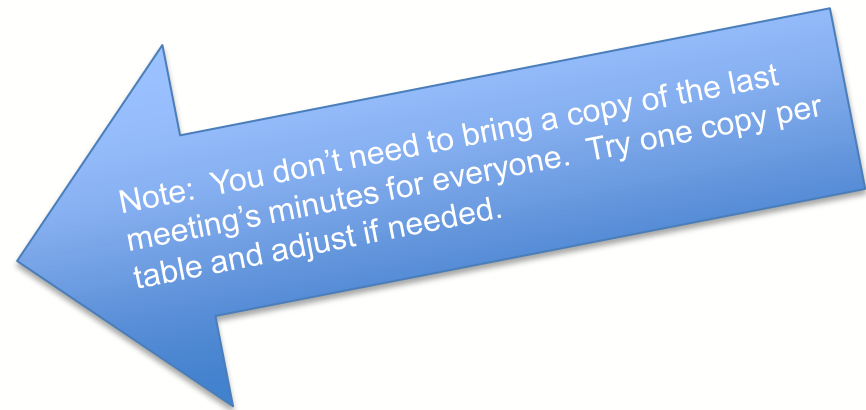 Note:  You don’t need to bring a copy of the last
meeting’s minutes for everyone.  Try one copy per
table and adjust if needed.